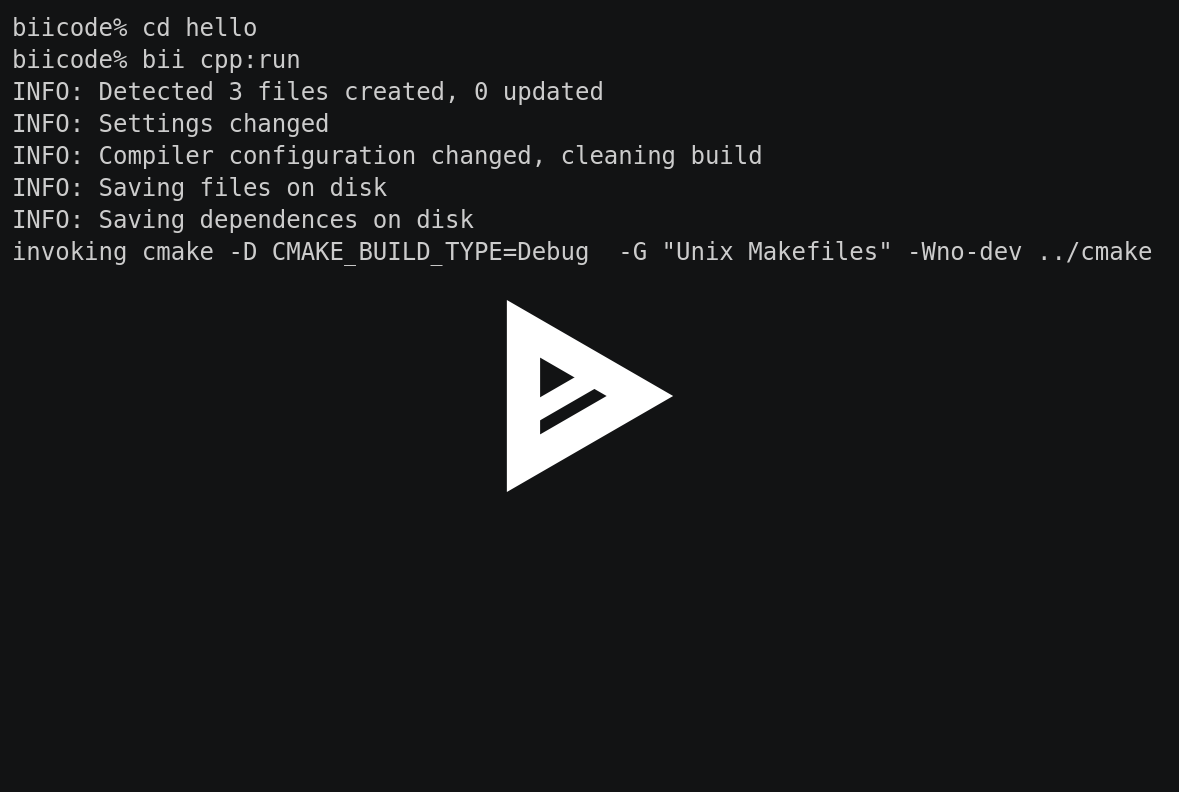 biicode% cd hello
biicode% bii cpp:run
INFO: Detected 3 files created, 0 updated
INFO: Settings changed
INFO: Compiler configuration changed, cleaning build
INFO: Saving files on disk
INFO: Saving dependences on disk
invoking cmake -D CMAKE_BUILD_TYPE=Debug  -G "Unix Makefiles" -Wno-dev ../cmake